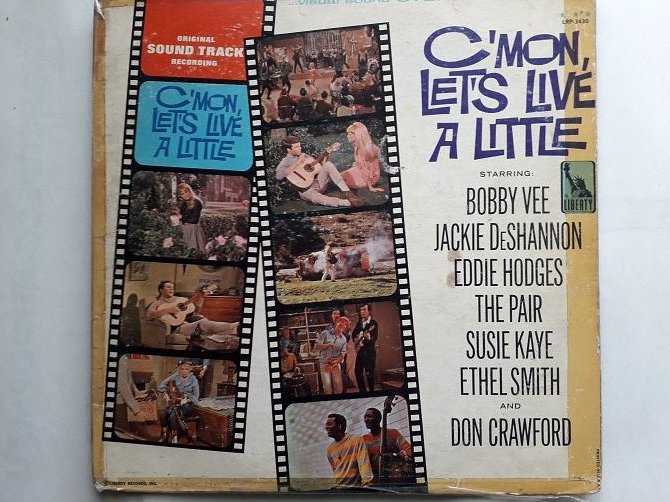 ...visual sound STE
LRP-3430
ORIGINAL
SOUND TRACK
RECORDING
C'MON,
LET'S LIVE
A LITTLE
C'MON,
LET'S LIVE
A LITTLE
STARRING:
BOBBY VEE
LIBERTY
JACKIE DeSHANNON
EDDIE HODGES
THE PAIR
SUSIE KAYE
ETHEL SMITH
AND
DON CRAWFORD